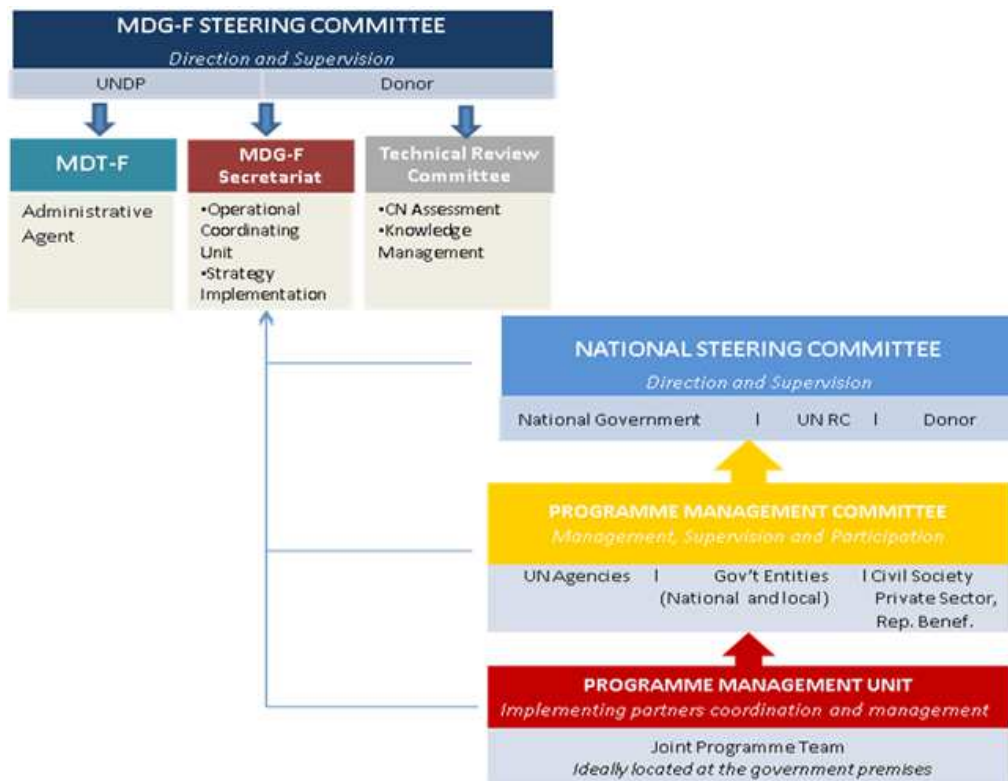 MDG-F STEERING COMMITTEE
Direction and Supervision
UNDP
Donor
MDT-F
Administrative
Agent
MDG-F
Secretariat
•Operational
Coordinating
Unit
•Strategy
Implementation
Technical Review
Committee
•CN Assessment
•Knowledge
Management
NATIONAL STEERING COMMITTEE
Direction and Supervision
National Government | UN RC | Donor
PROGRAMME MANAGEMENT COMMITTEE
Management, Supervision and Participation
UN Agencies | Gov't Entities | Civil Society
(National and local) Private Sector,
Rep. Benef.
PROGRAMME MANAGEMENT UNIT
Implementing partners coordination and management
Joint Programme Team
Ideally located at the government premises